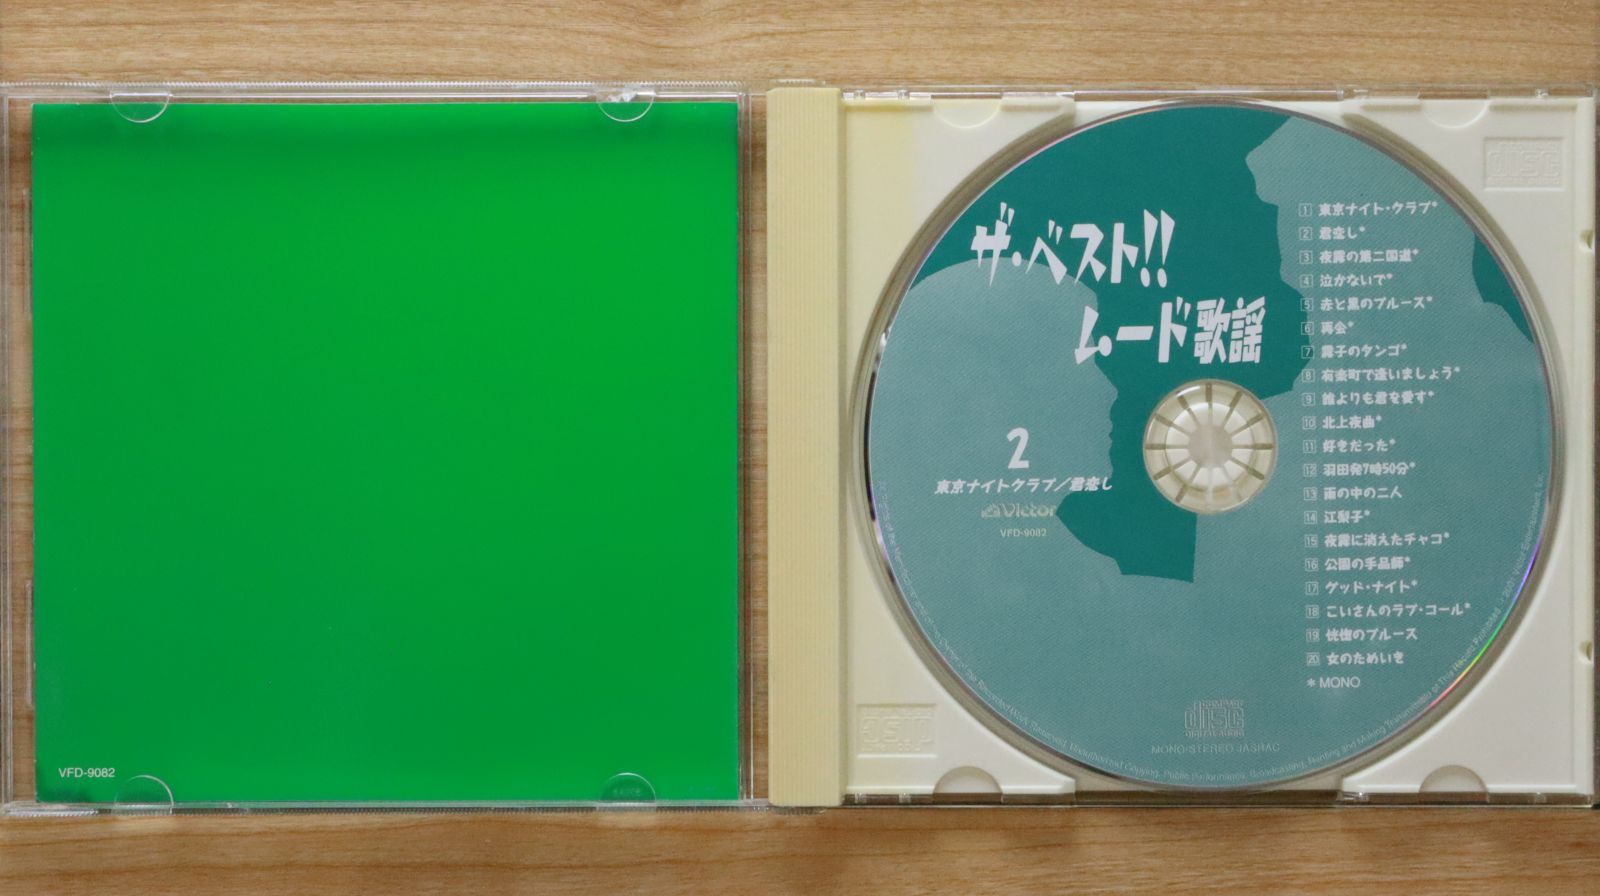 VFD-9082
ザ・ベスト!!
ムード歌謡
2
東京ナイトクラブ/君恋し
Victor
VFD-9082
1 東京ナイト・クラブ*
2 君恋し*
3 夜霧の第二国道*
4 泣かないで*
5 赤と黒のブルース*
6 再会*
7 霧子のタンゴ*
8 有楽町で逢いましょう*
9 誰よりも君を愛す*
10 北上夜曲*
11 好きだった*
12 羽田発7時50分*
13 雨の中の二人
14 江梨子*
15 夜霧に消えたチャコ*
16 公園の手品師*
17 グッド・ナイト*
18 こいさんのラブ・コール*
19 恍惚のブルース
20 女のためいき
* MONO
COMPACT
disc
DIGITAL AUDIO
MONO/STEREO JASRAC